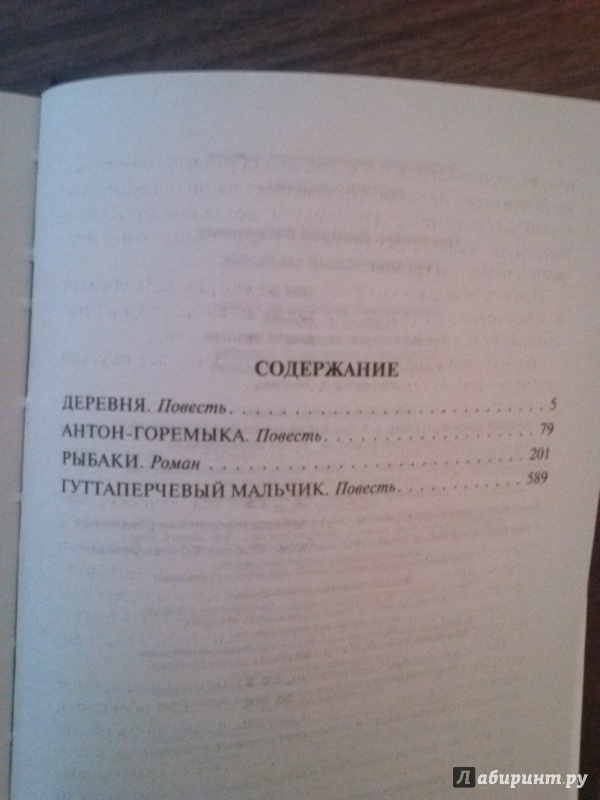 СОДЕРЖАНИЕ
ДЕРЕВНЯ. Повесть. . . . . . . . . . . . . . . . . . . . . . . 5
АНТОН-ГОРЕМЫКА. Повесть. . . . . . . . . . . . . . . . 79
РЫБАКИ. Роман . . . . . . . . . . . . . . . . . . . . . . . . 201
ГУТТАПЕРЧЕВЫЙ МАЛЬЧИК. Повесть. . . . . . . . . . . 589
Лабиринт.ру